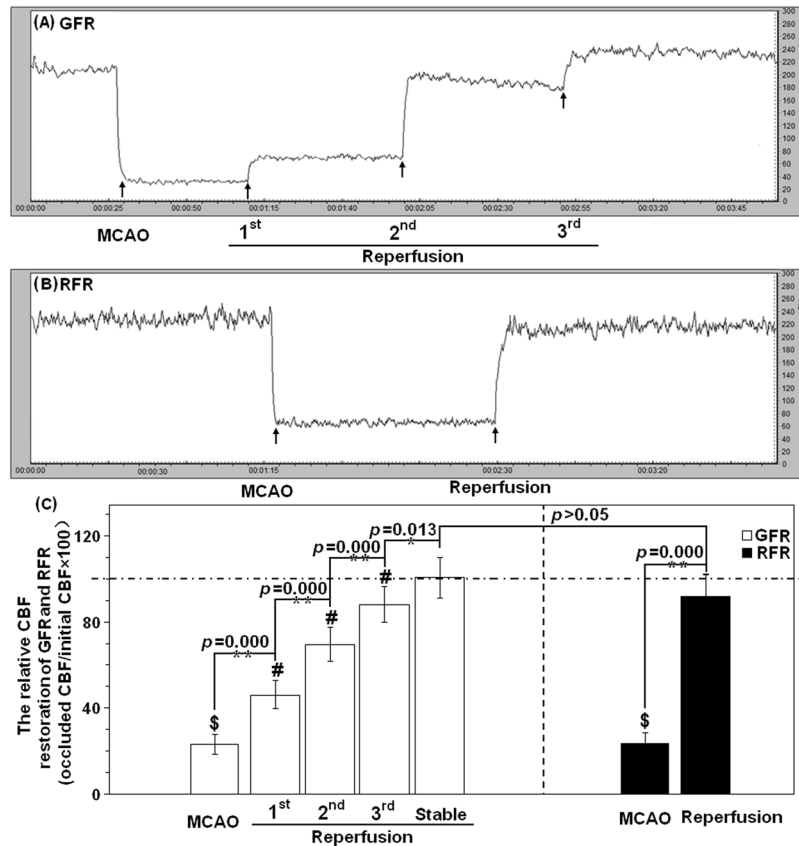 (A) GFR
300
280
260
240
220
200
180
160
140
120
100
80
60
40
20
0
00:00:00 00:00:25 00:00:50 00:01:15 00:01:40 00:02:05 00:02:30 00:02:55 00:03:20 00:03:45
MCAO 1st 2nd 3rd
Reperfusion
(B) RFR
300
280
260
240
220
200
180
160
140
120
100
80
60
40
20
0
00:00:00 00:00:30 00:01:15 00:02:30 00:03:20
MCAO Reperfusion
(C)
The relative CBF
restoration of GFR and RFR
(occluded CBF/initial CBF×100)
120
80
40
0
p=0.000
**
p=0.000
**
p=0.000
**
p=0.013
*
p>0.05
p=0.000
**
$
#
#
#
$
GFR
RFR
MCAO 1st 2nd 3rd Stable
Reperfusion
MCAO Reperfusion